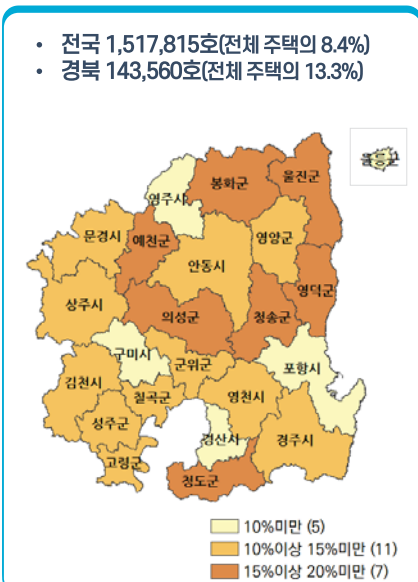 • 전국 1,517,815호(전체 주택의 8.4%)
• 경북 143,560호(전체 주택의 13.3%)
울릉군
봉화군
울진군
영주시
문경시
예천군
영양군
안동시
상주시
영덕군
의성군
청송군
구미시
군위군
포항시
김천시
칠곡군
영천시
성주군
경산시
경주시
고령군
청도군
10%미만 (5)
10%이상 15%미만 (11)
15%이상 20%미만 (7)